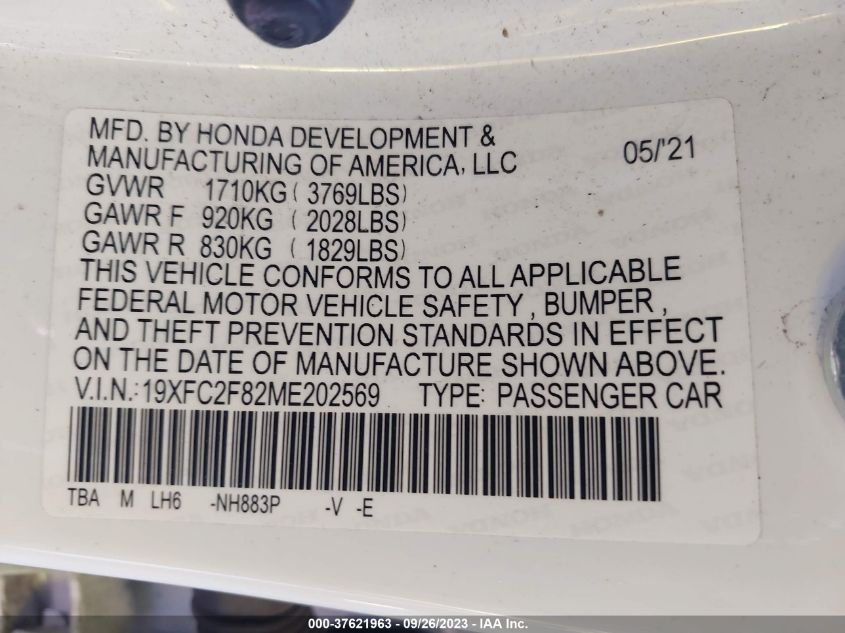 MFD. BY HONDA DEVELOPMENT &
MANUFACTURING OF AMERICA, LLC 05/'21
GVWR 1710KG ( 3769LBS)
GAWR F 920KG ( 2028LBS)
GAWR R 830KG ( 1829LBS)
THIS VEHICLE CONFORMS TO ALL APPLICABLE
FEDERAL MOTOR VEHICLE SAFETY , BUMPER ,
AND THEFT PREVENTION STANDARDS IN EFFECT
ON THE DATE OF MANUFACTURE SHOWN ABOVE.
V.I.N.:19XFC2F82ME202569 TYPE: PASSENGER CAR
TBA M LH6 -NH883P -V -E
000-37621963 - 09/26/2023 - IAA Inc.